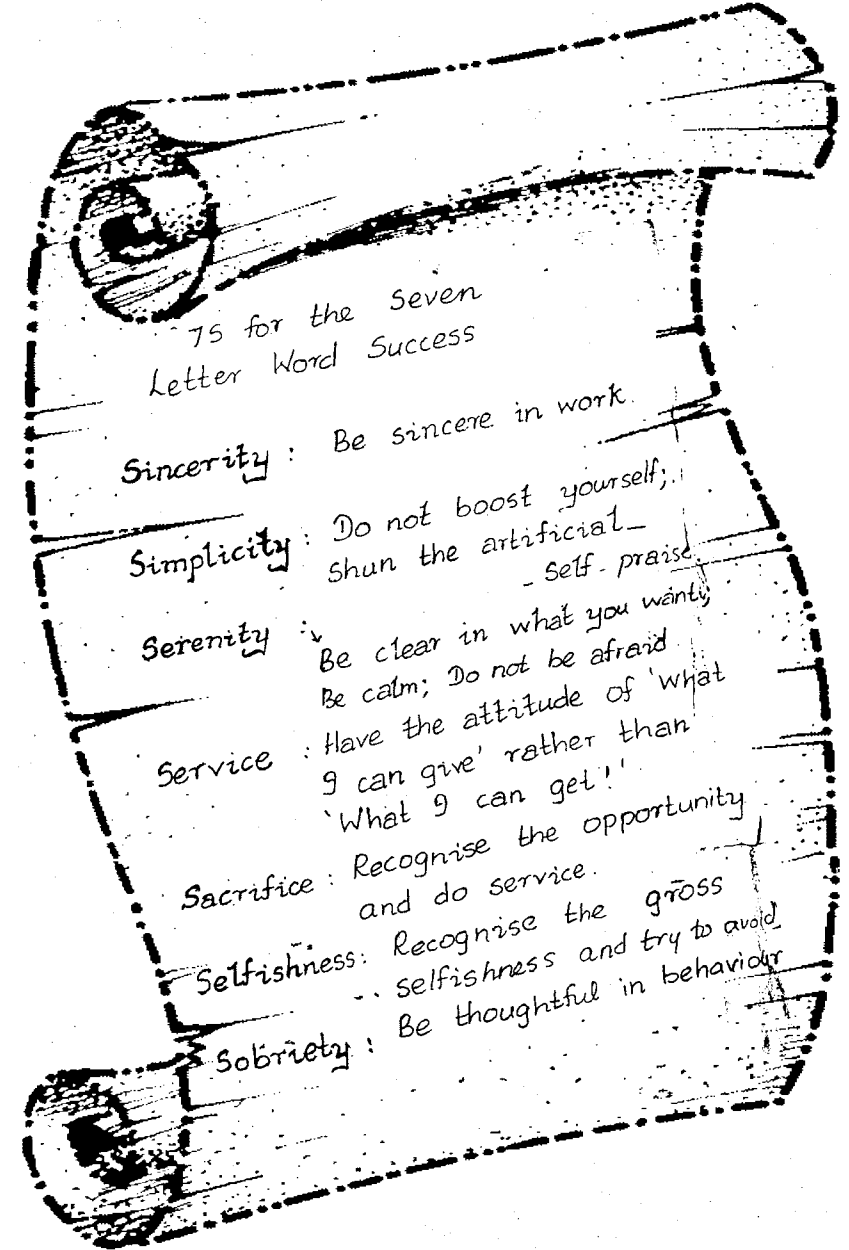 7S for the Seven
Letter Word Success
Sincerity : Be sincere in work.
Simplicity : Do not boost yourself;
Shun the artificial_
- Self - praise.
Serenity :
Be clear in what you want;
Be calm; Do not be afraid
Service : Have the attitude of 'What
I can give' rather than
'What I can get!'
Sacrifice : Recognise the opportunity
and do service.
Selfishness : Recognise the gross
selfishness and try to avoid
Sobriety : Be thoughtful in behaviour